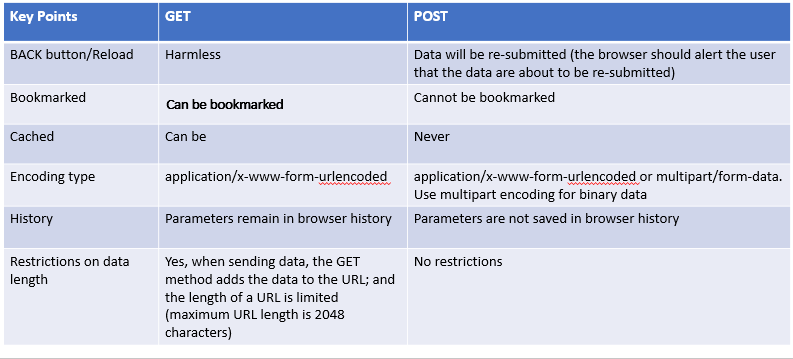 Key Points GET POST
BACK button/Reload Harmless Data will be re-submitted (the browser should alert the user
that the data are about to be re-submitted)
Bookmarked Can be bookmarked Cannot be bookmarked
Cached Can be Never
Encoding type application/x-www-form-urlencoded application/x-www-form-urlencoded or multipart/form-data.
Use multipart encoding for binary data
History Parameters remain in browser history Parameters are not saved in browser history
Restrictions on data
length
Yes, when sending data, the GET
method adds the data to the URL; and
the length of a URL is limited
(maximum URL length is 2048
characters)
No restrictions